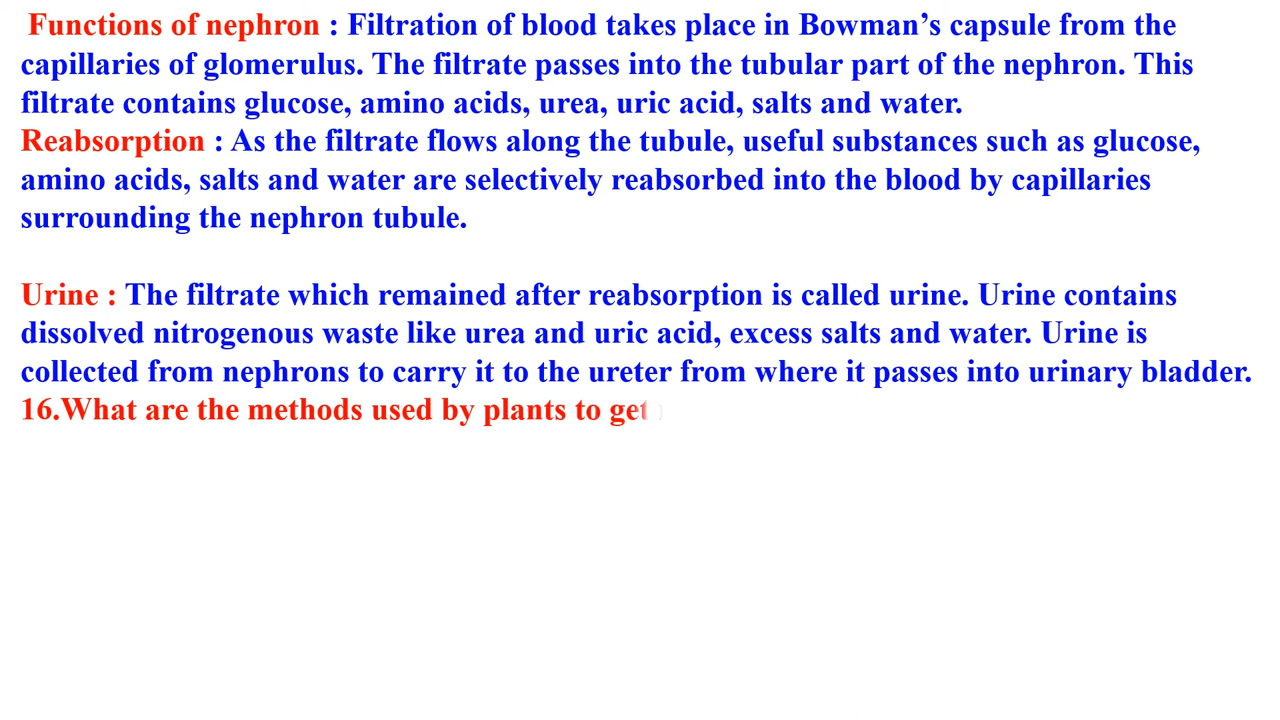 Functions of nephron : Filtration of blood takes place in Bowman’s capsule from the
capillaries of glomerulus. The filtrate passes into the tubular part of the nephron. This
filtrate contains glucose, amino acids, urea, uric acid, salts and water.
Reabsorption : As the filtrate flows along the tubule, useful substances such as glucose,
amino acids, salts and water are selectively reabsorbed into the blood by capillaries
surrounding the nephron tubule.
Urine : The filtrate which remained after reabsorption is called urine. Urine contains
dissolved nitrogenous waste like urea and uric acid, excess salts and water. Urine is
collected from nephrons to carry it to the ureter from where it passes into urinary bladder.
16.What are the methods used by plants to get